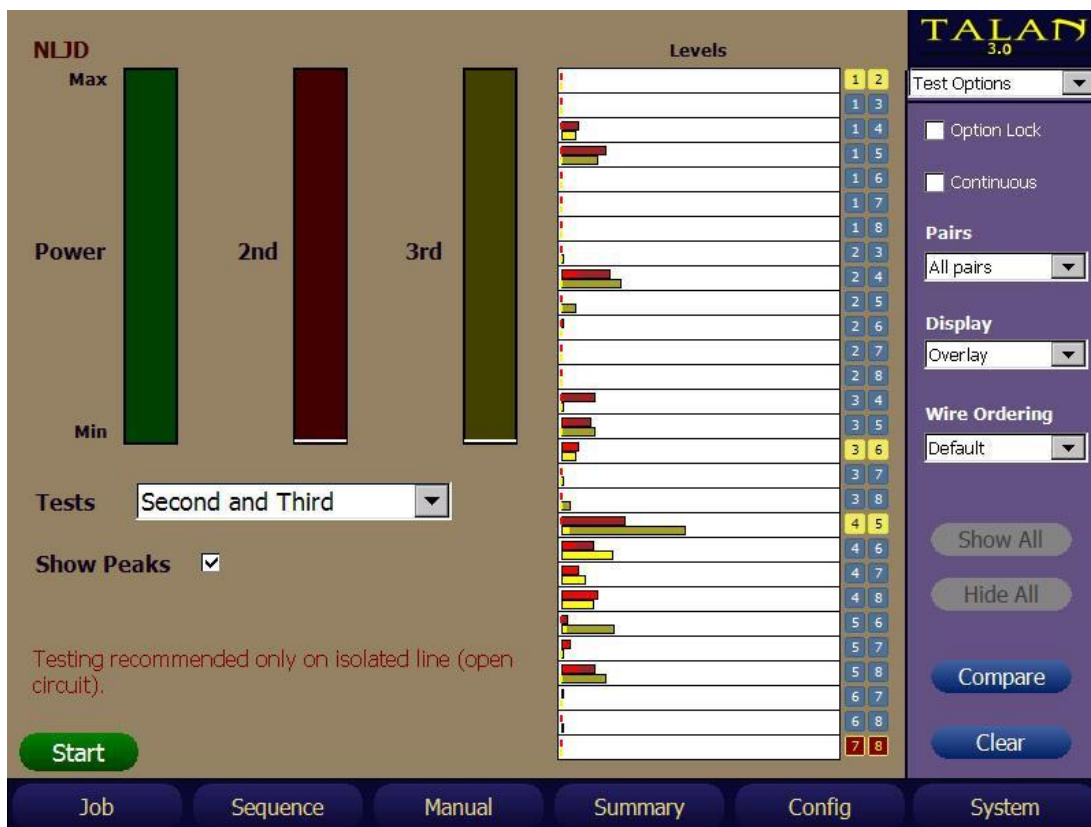 NLJD
Levels
TALAN
3.0
Max
Power
2nd
3rd
Min
1 2
1 3
1 4
1 5
1 6
1 7
1 8
2 3
2 4
2 5
2 6
2 7
2 8
3 4
3 5
3 6
3 7
3 8
4 5
4 6
4 7
4 8
5 6
5 7
5 8
6 7
6 8
7 8
Test Options
Option Lock
Continuous
Pairs
All pairs
Display
Overlay
Wire Ordering
Default
Show All
Hide All
Compare
Clear
Tests
Second and Third
Show Peaks
Testing recommended only on isolated line (open
circuit).
Start
Job
Sequence
Manual
Summary
Config
System